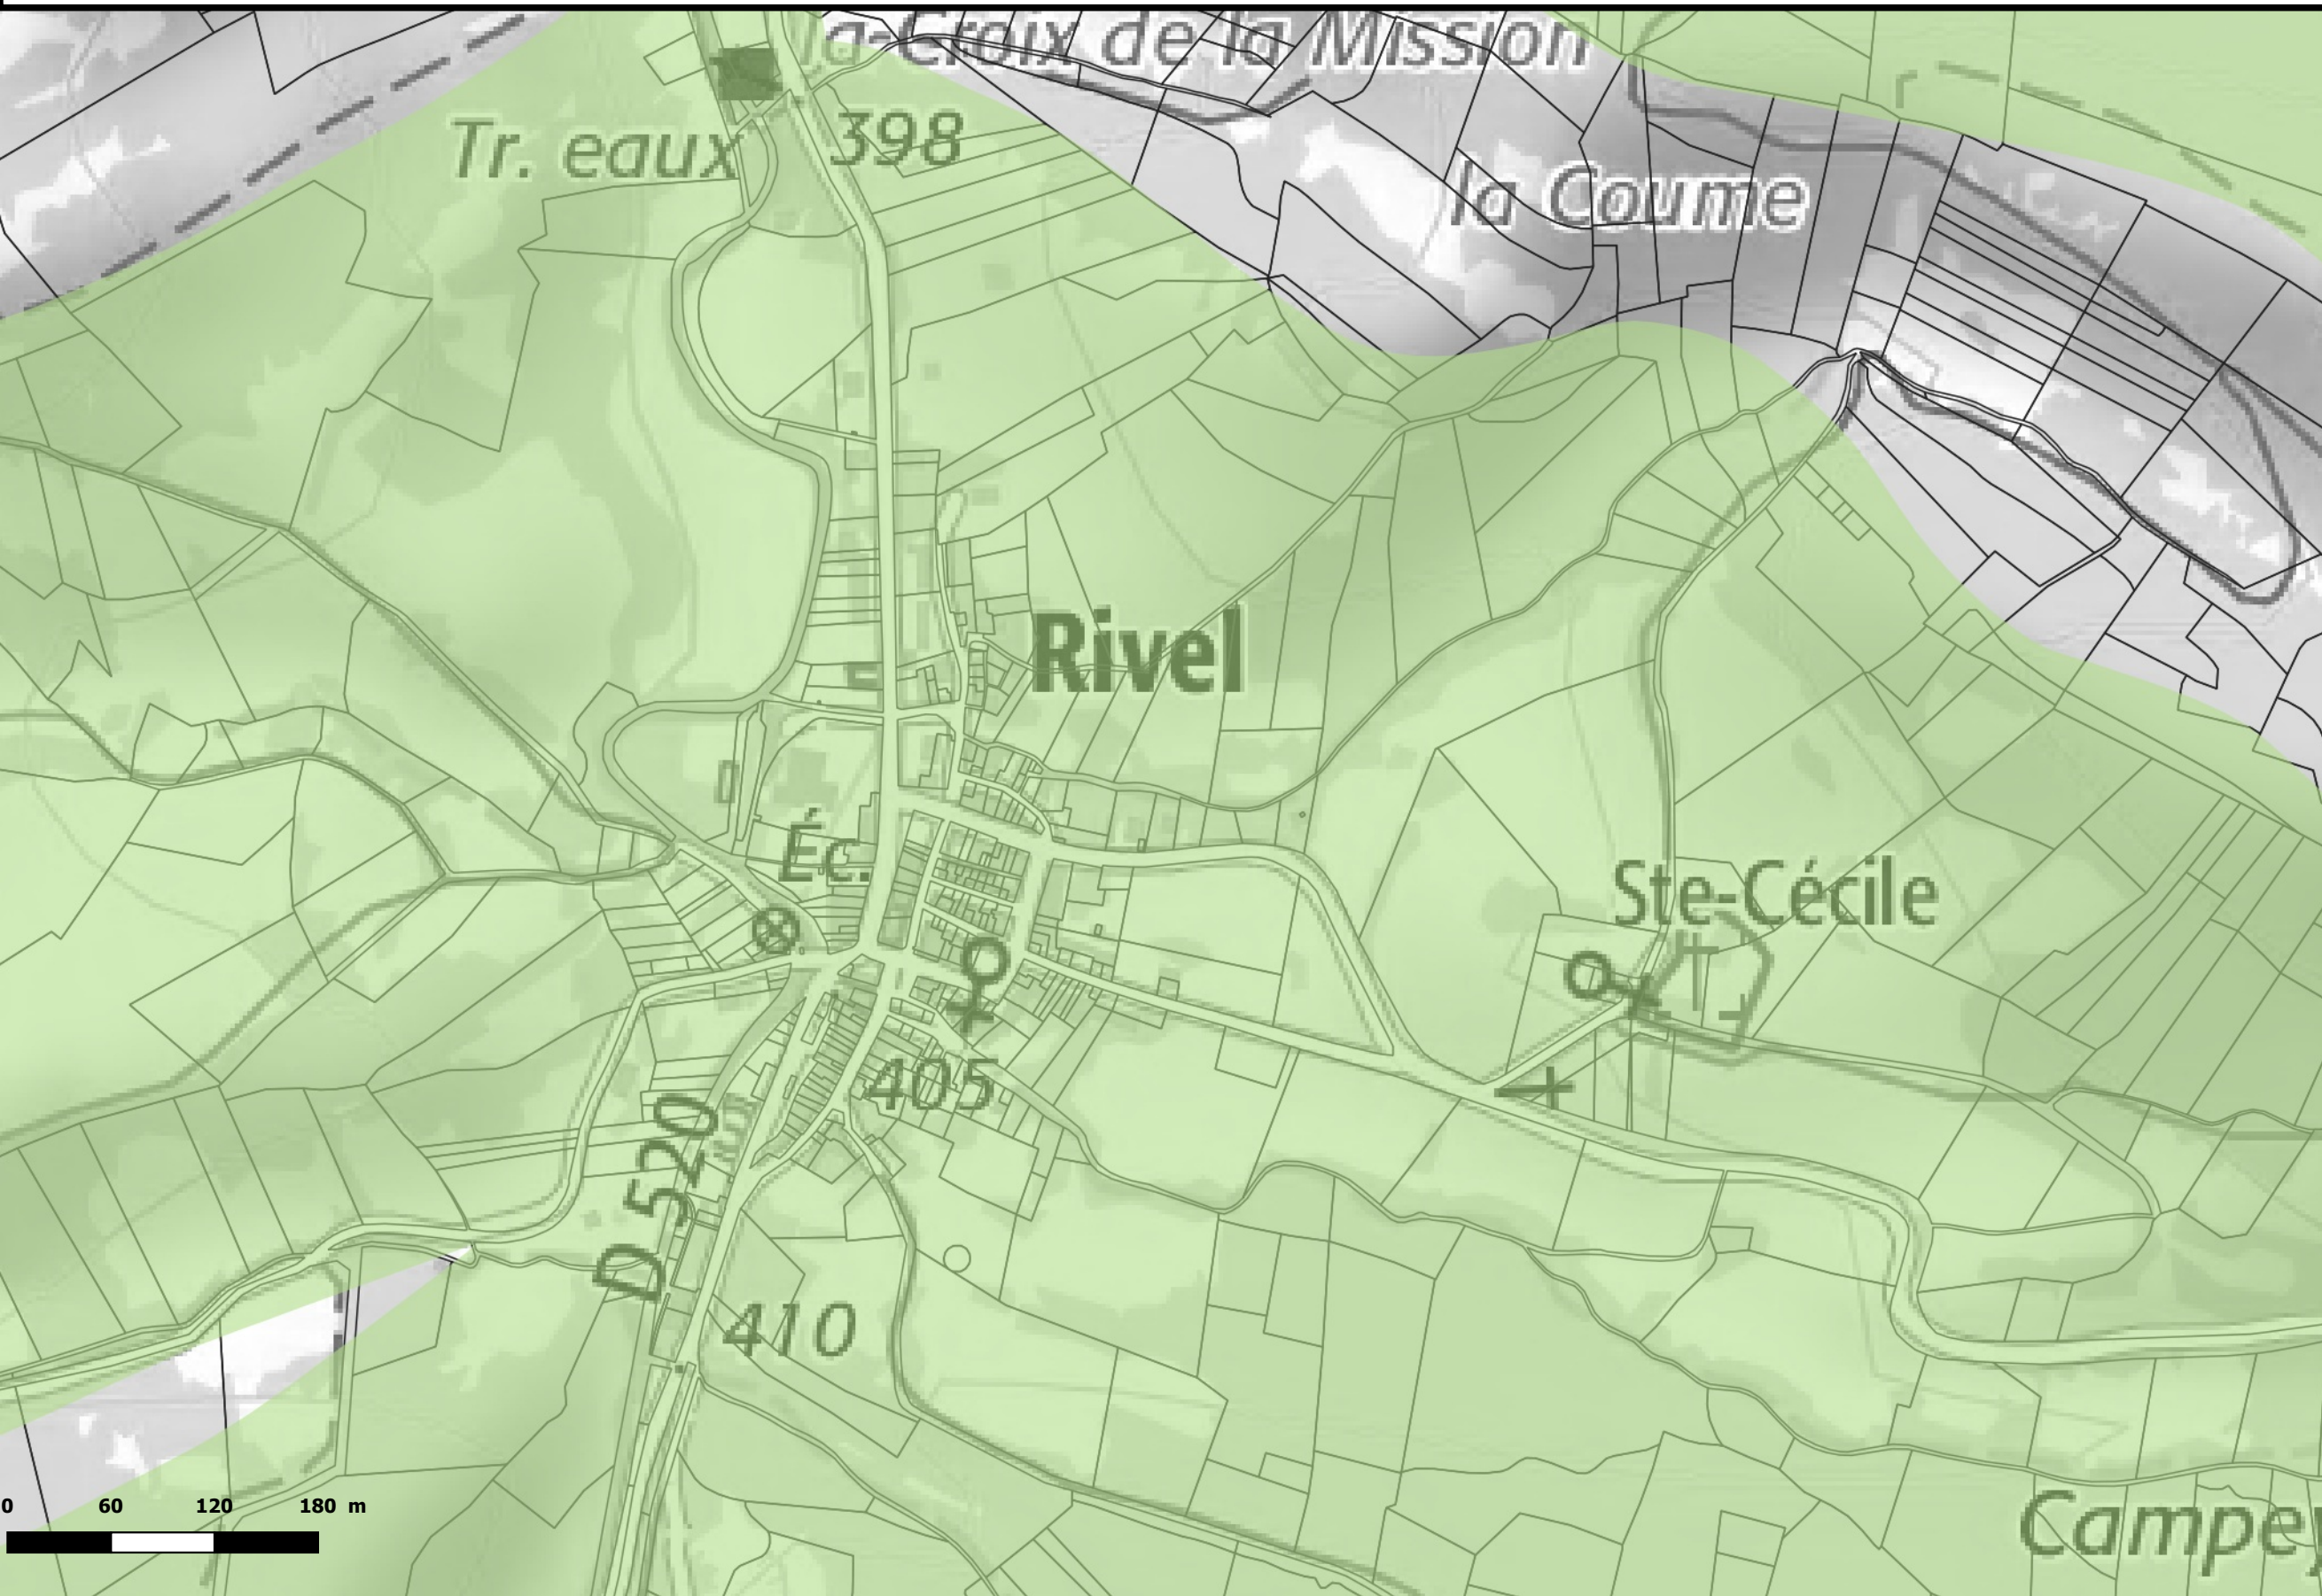 la Croix de la Mission
Tr. eaux
398
la Coume
Rivel
Éc.
Ste-Cécile
405
D 520
410
0 60 120 180 m